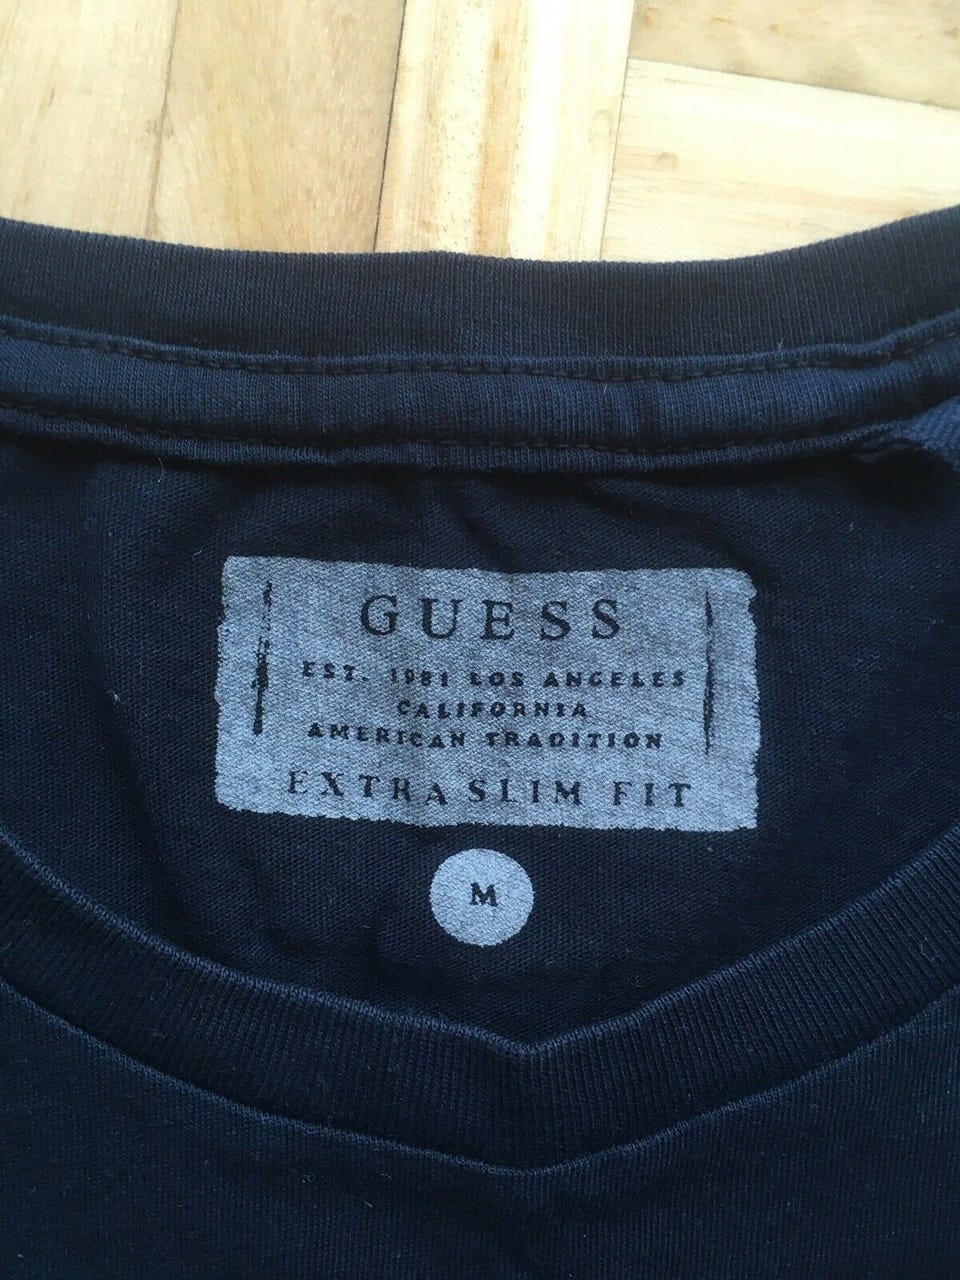 GUESS
EST. 1981 LOS ANGELES
CALIFORNIA
AMERICAN TRADITION
EXTRA SLIM FIT
M